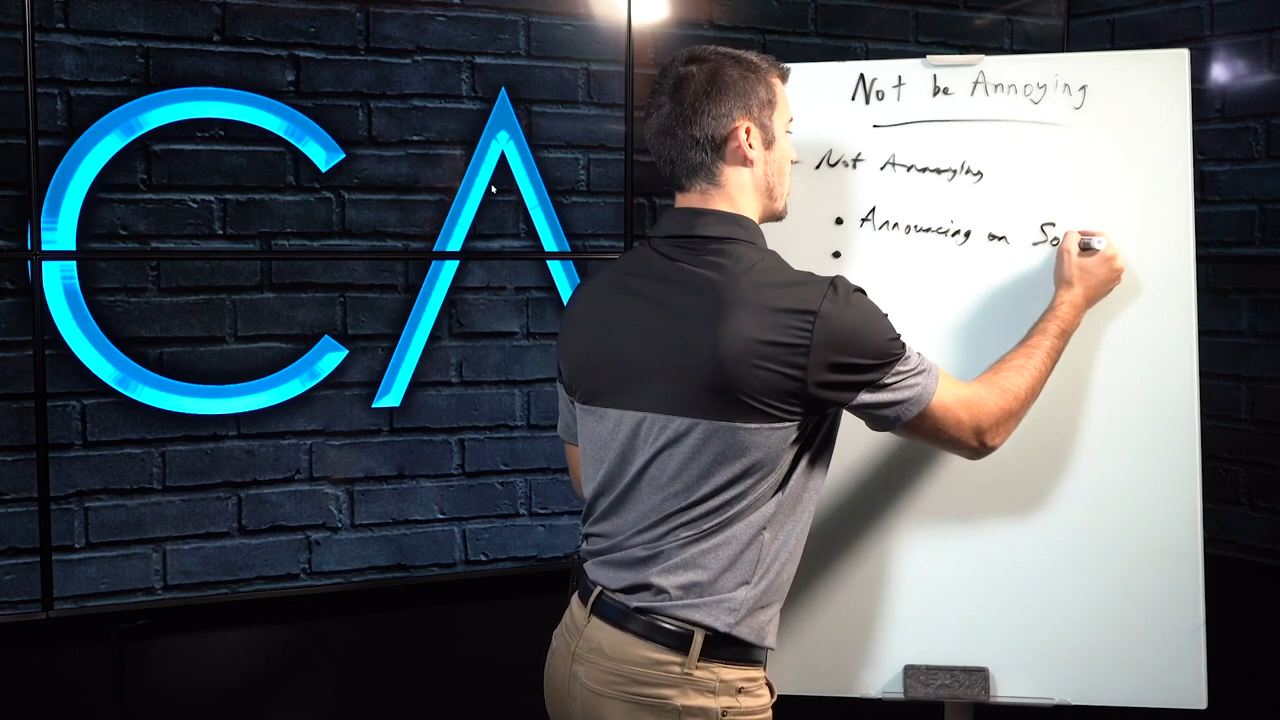 CA
Not be Annoying
- Not Annoying
• Announcing on So
•